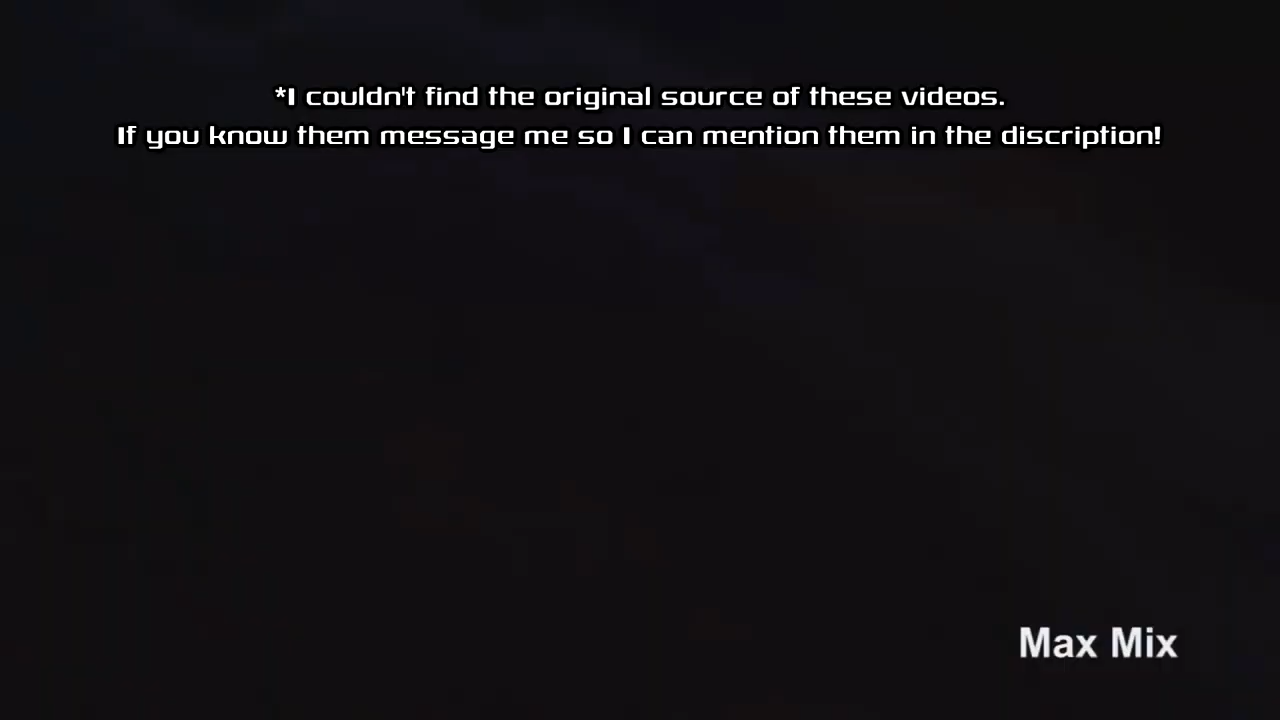 *I couldn't find the original source of these videos.
If you know them message me so I can mention them in the discription!
Max Mix